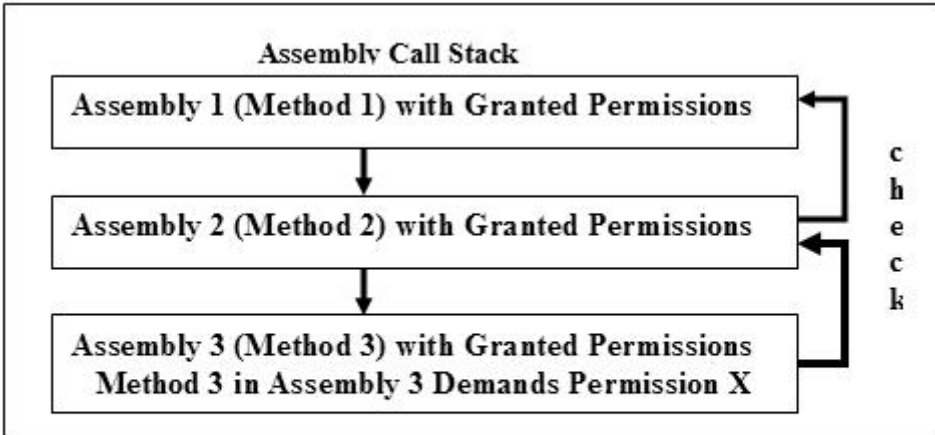 Assembly Call Stack
Assembly 1 (Method 1) with Granted Permissions
Assembly 2 (Method 2) with Granted Permissions
Assembly 3 (Method 3) with Granted Permissions
Method 3 in Assembly 3 Demands Permission X
c
h
e
c
k